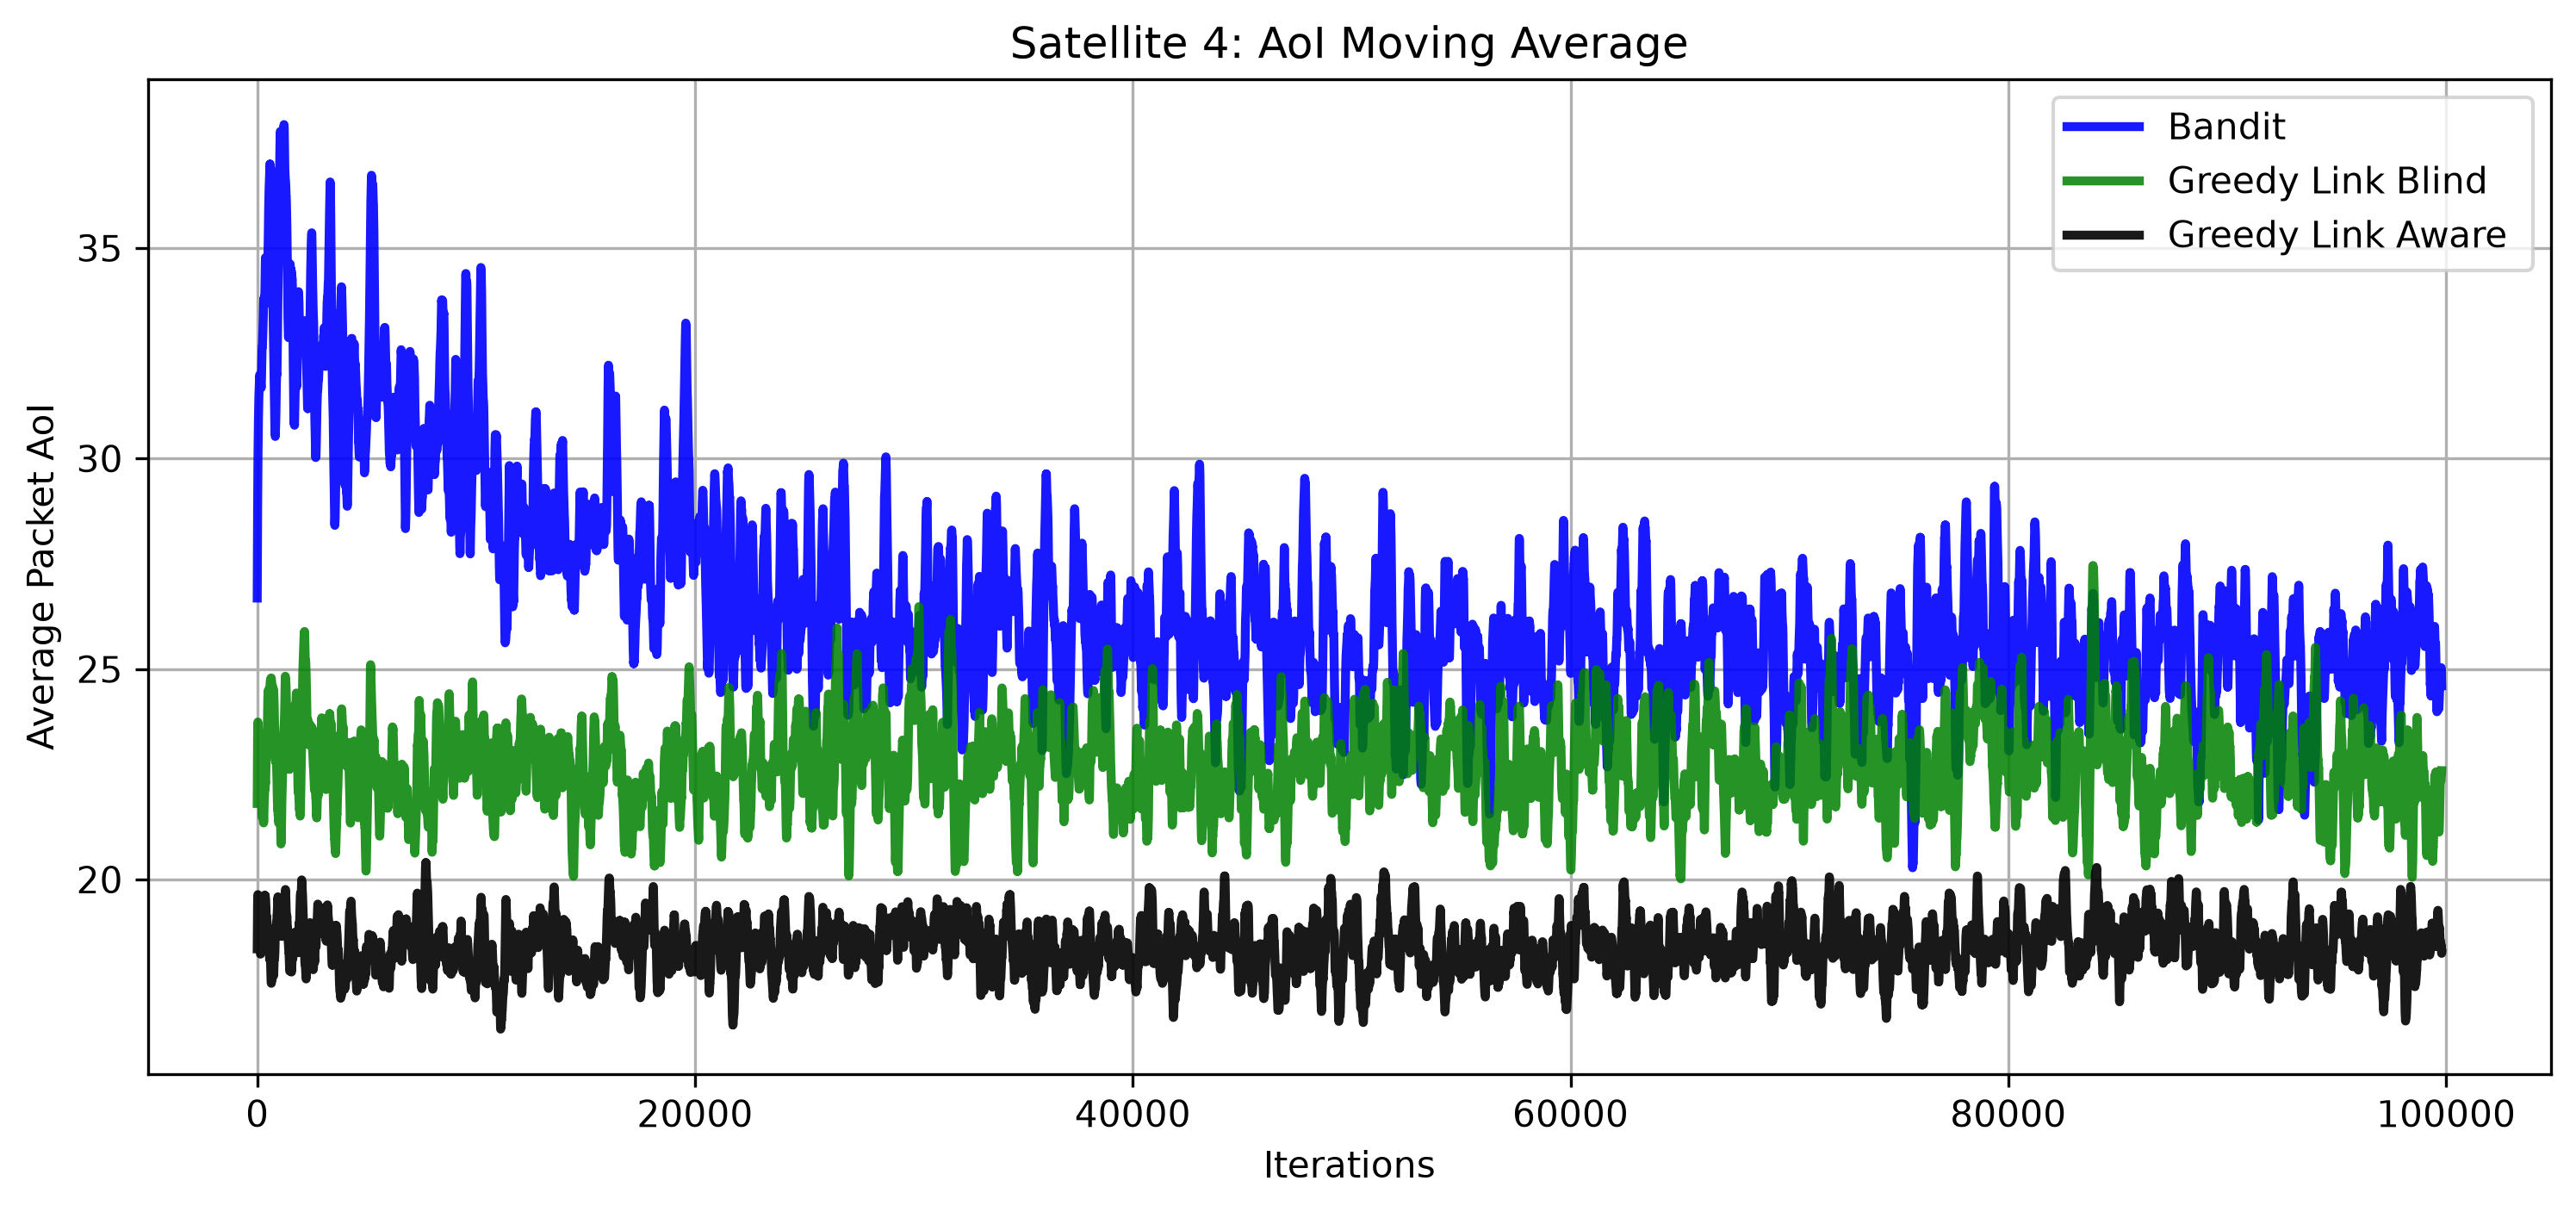 Satellite 4: AoI Moving Average
Bandit
Greedy Link Blind
Greedy Link Aware
Average Packet AoI
35
30
25
20
0 20000 40000 60000 80000 100000
Iterations